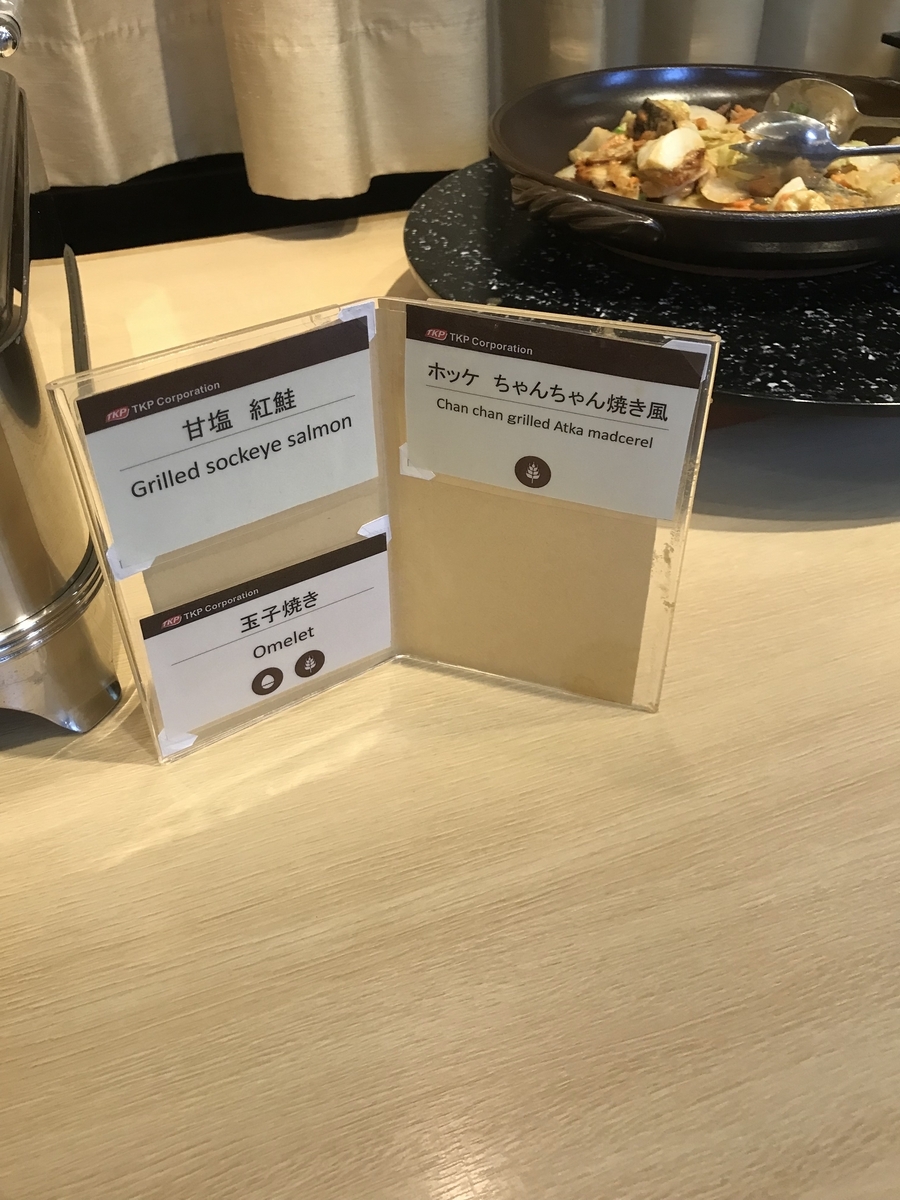 TKP TKP Corporation
甘塩 紅鮭
Grilled sockeye salmon
TKP TKP Corporation
玉子焼き
Omelet
TKP TKP Corporation
ホッケ ちゃんちゃん焼き風
Chan chan grilled Atka madcerel